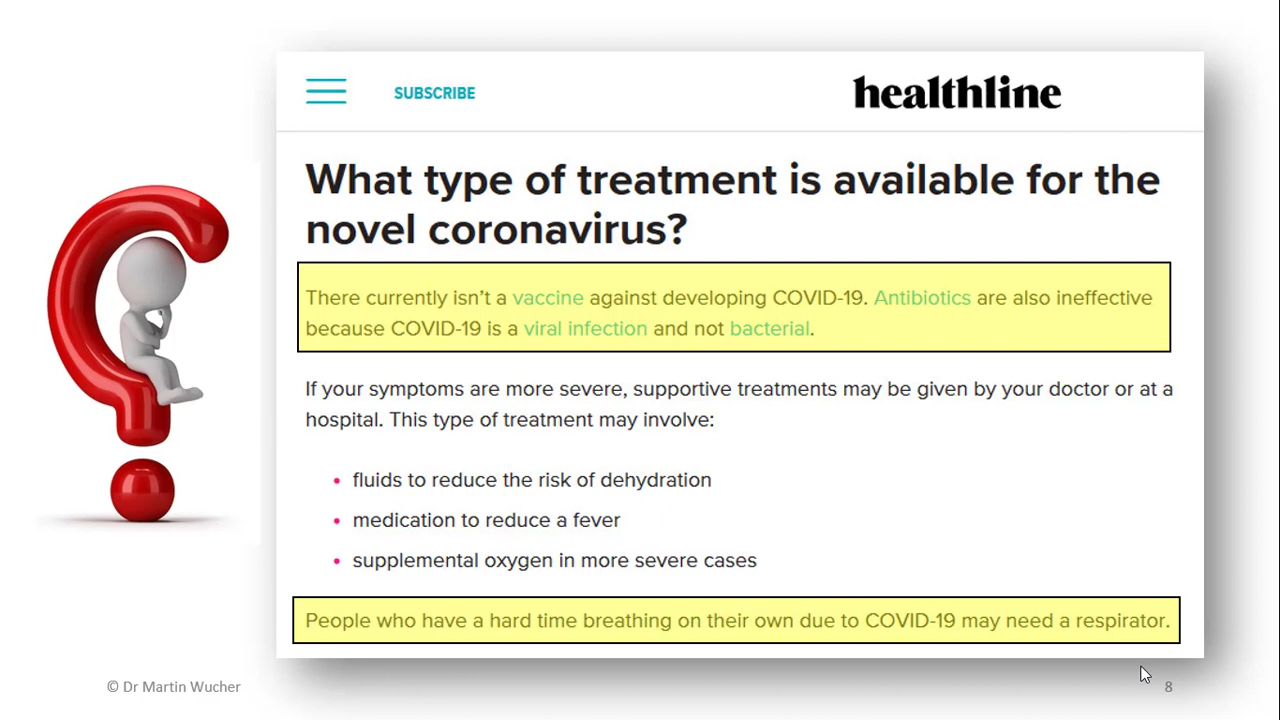 SUBSCRIBE
healthline
What type of treatment is available for the
novel coronavirus?
There currently isn't a vaccine against developing COVID-19. Antibiotics are also ineffective
because COVID-19 is a viral infection and not bacterial.
If your symptoms are more severe, supportive treatments may be given by your doctor or at a
hospital. This type of treatment may involve:
• fluids to reduce the risk of dehydration
• medication to reduce a fever
• supplemental oxygen in more severe cases
People who have a hard time breathing on their own due to COVID-19 may need a respirator.
© Dr Martin Wucher
8